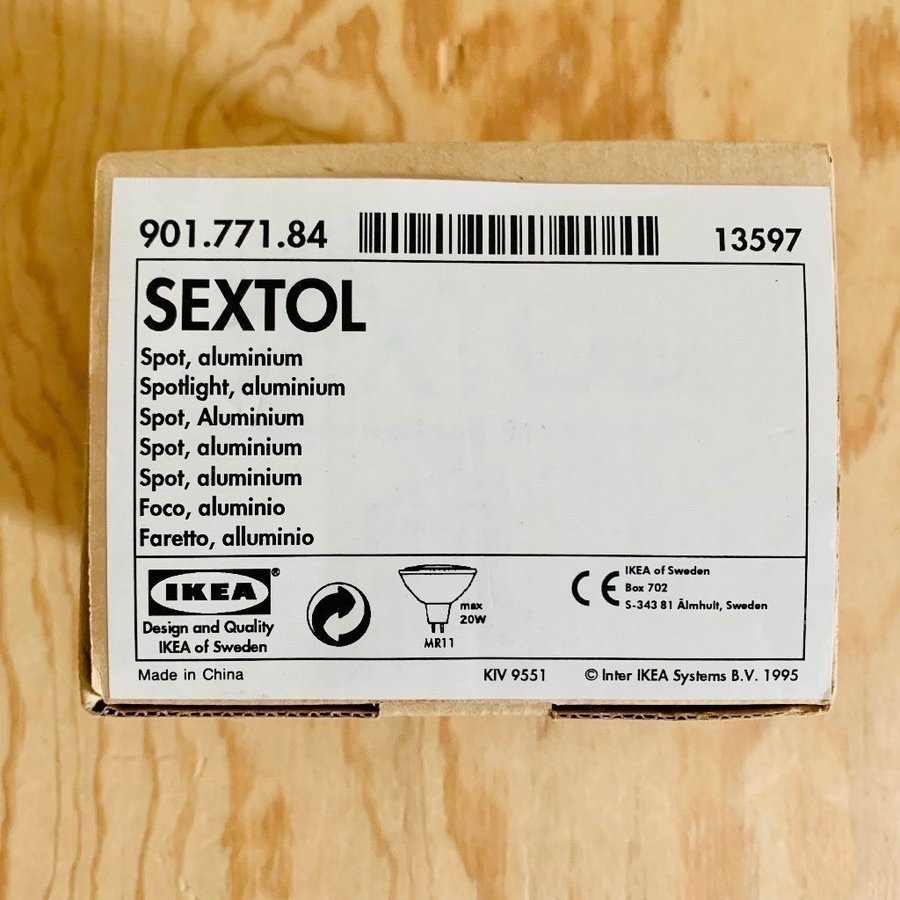 901.771.84 13597
SEXTOL
Spot, aluminium
Spotlight, aluminium
Spot, Aluminium
Spot, aluminium
Spot, aluminium
Foco, aluminio
Faretto, alluminio
IKEA®
Design and Quality
IKEA of Sweden
max
20W
MR11
CE
IKEA of Sweden
Box 702
S-343 81 Älmhult, Sweden
Made in China KIV 9551 © Inter IKEA Systems B.V. 1995